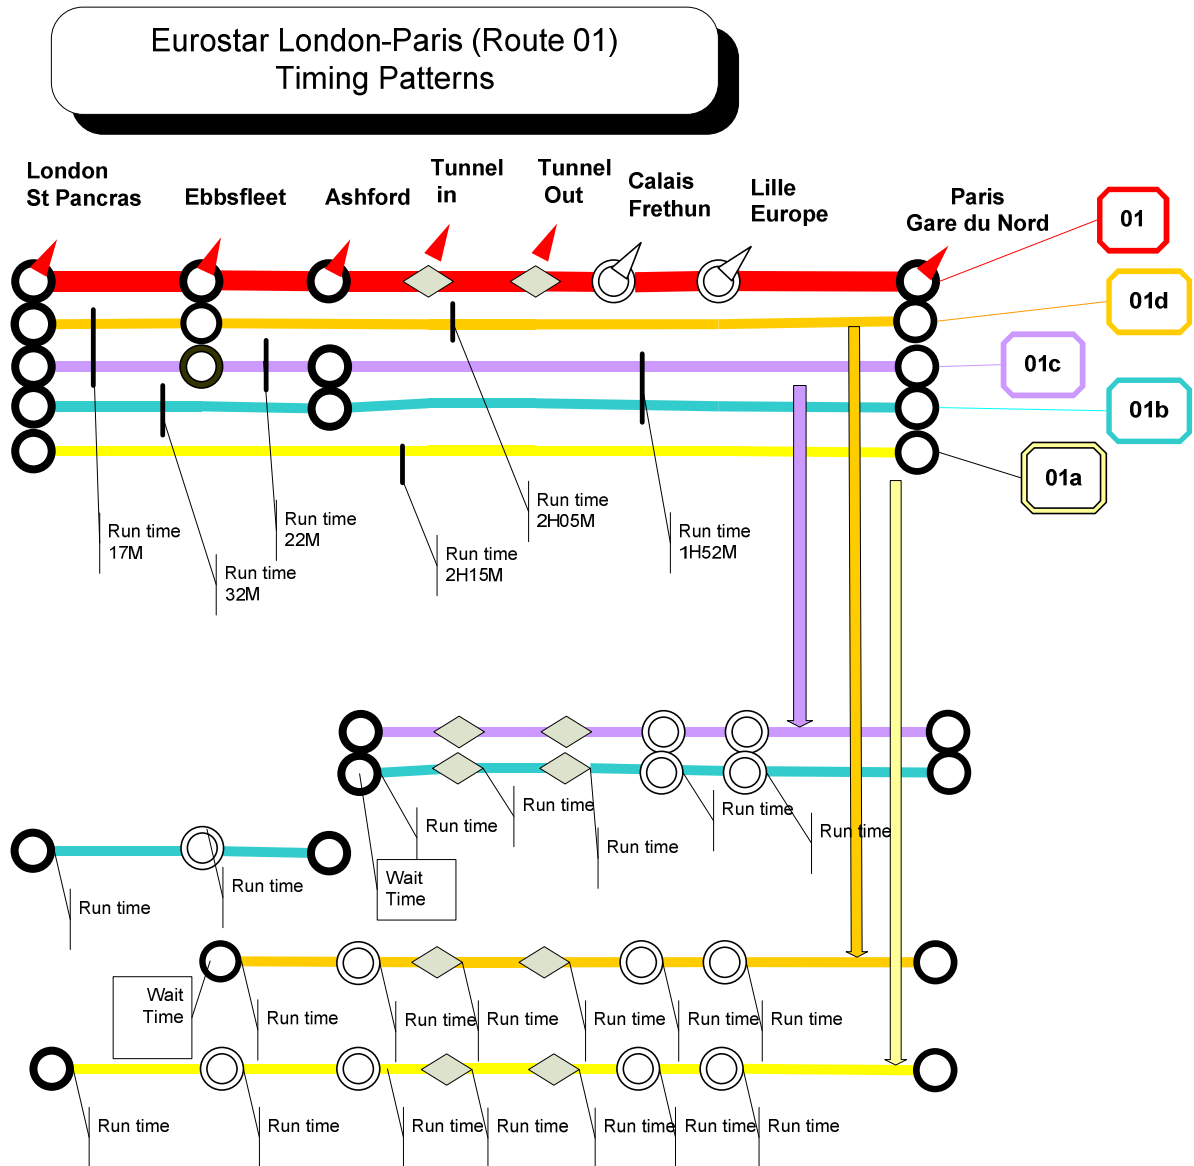 Eurostar London-Paris (Route 01)
Timing Patterns
London
St Pancras
Ebbsfleet
Ashford
Tunnel
in
Tunnel
Out
Calais
Frethun
Lille
Europe
Paris
Gare du Nord
01
01d
01c
01b
01a
Run time
17M
Run time
32M
Run time
22M
Run time
2H15M
Run time
2H05M
Run time
1H52M
Run time
Run time
Run time
Run time
Run time
Wait
Time
Run time
Run time
Wait
Time
Run time
Run time
Run time
Run time
Run time
Run time
Run time
Run time
Run time
Run time
Run time
Run time
Run time